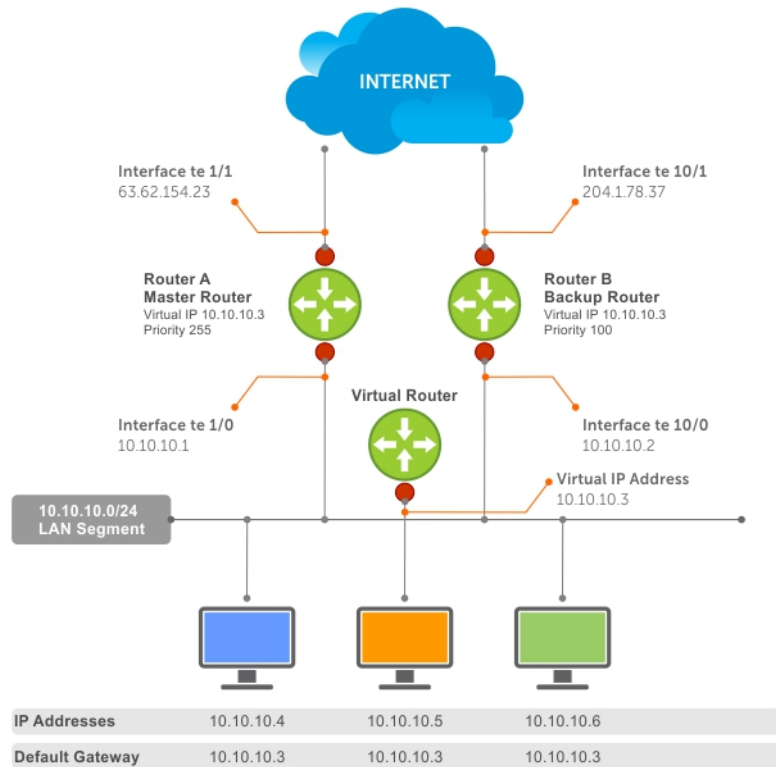 INTERNET
Interface te 1/1
63.62.154.23
Interface te 10/1
204.1.78.37
Router A
Master Router
Virtual IP 10.10.10.3
Priority 255
Router B
Backup Router
Virtual IP 10.10.10.3
Priority 100
Virtual Router
Interface te 1/0
10.10.10.1
Interface te 10/0
10.10.10.2
Virtual IP Address
10.10.10.3
10.10.10.0/24
LAN Segment
IP Addresses 10.10.10.4 10.10.10.5 10.10.10.6
Default Gateway 10.10.10.3 10.10.10.3 10.10.10.3